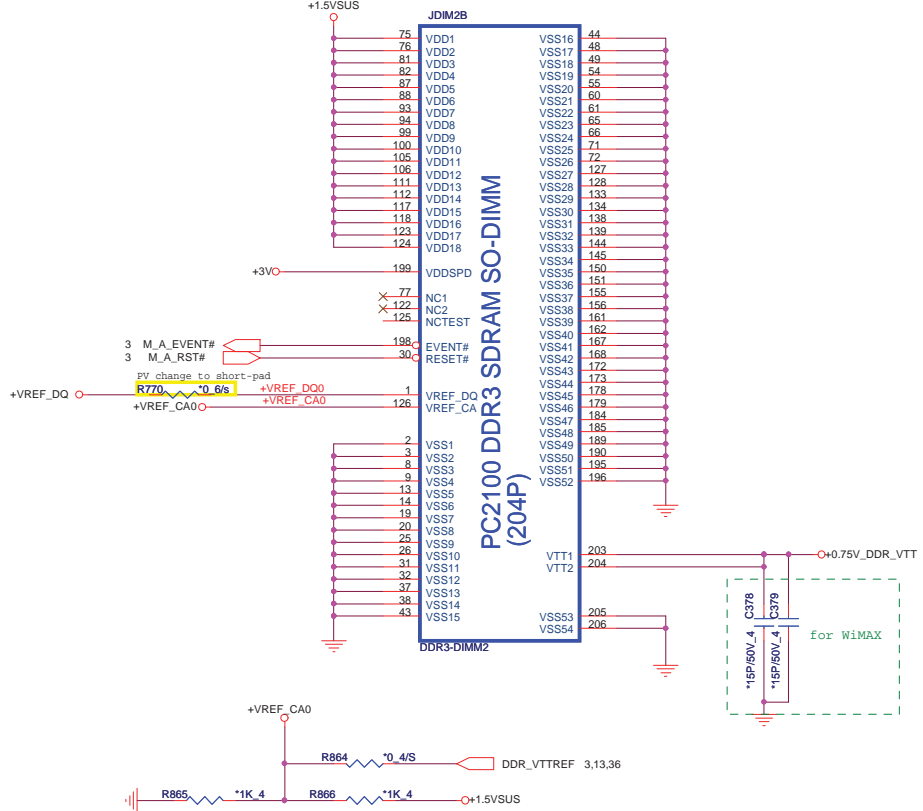 +1.5VSUS
JDIM2B
75 VDD1 VSS16 44
76 VDD2 VSS17 48
81 VDD3 VSS18 49
82 VDD4 VSS19 54
87 VDD5 VSS20 55
88 VDD6 VSS21 60
93 VDD7 VSS22 61
94 VDD8 VSS23 65
99 VDD9 VSS24 66
100 VDD10 VSS25 71
105 VDD11 VSS26 72
106 VDD12 VSS27 127
111 VDD13 VSS28 128
112 VDD14 VSS29 133
117 VDD15 VSS30 134
118 VDD16 VSS31 138
123 VDD17 VSS32 139
124 VDD18 VSS33 144
VSS34 145
+3V 199 VDDSPD VSS35 150
VSS36 151
77 NC1 VSS37 155
122 NC2 VSS38 156
125 NCTEST VSS39 161
VSS40 162
3 M_A_EVENT# 198 EVENT# VSS41 167
3 M_A_RST# 30 RESET# VSS42 168
VSS43 172
PV change to short-pad
VSS44 173
+VREF_DQ R770 *0_6/s +VREF_DQ0 1 VREF_DQ VSS45 178
+VREF_CA0 +VREF_CA0 126 VREF_CA VSS46 179
VSS47 184
VSS48 185
2 VSS1 VSS49 189
3 VSS2 VSS50 190
8 VSS3 VSS51 195
9 VSS4 VSS52 196
13 VSS5
14 VSS6
19 VSS7
20 VSS8
25 VSS9
26 VSS10 VTT1 203 +0.75V_DDR_VTT
31 VSS11 VTT2 204
32 VSS12
37 VSS13
38 VSS14
43 VSS15 VSS53 205
VSS54 206
PC2100 DDR3 SDRAM SO-DIMM
(204P)
DDR3-DIMM2
C378
*15P/50V_4
C379
*15P/50V_4
for WiMAX
+VREF_CA0
R864 *0_4/S DDR_VTTREF 3,13,36
R865 *1K_4 R866 *1K_4 +1.5VSUS